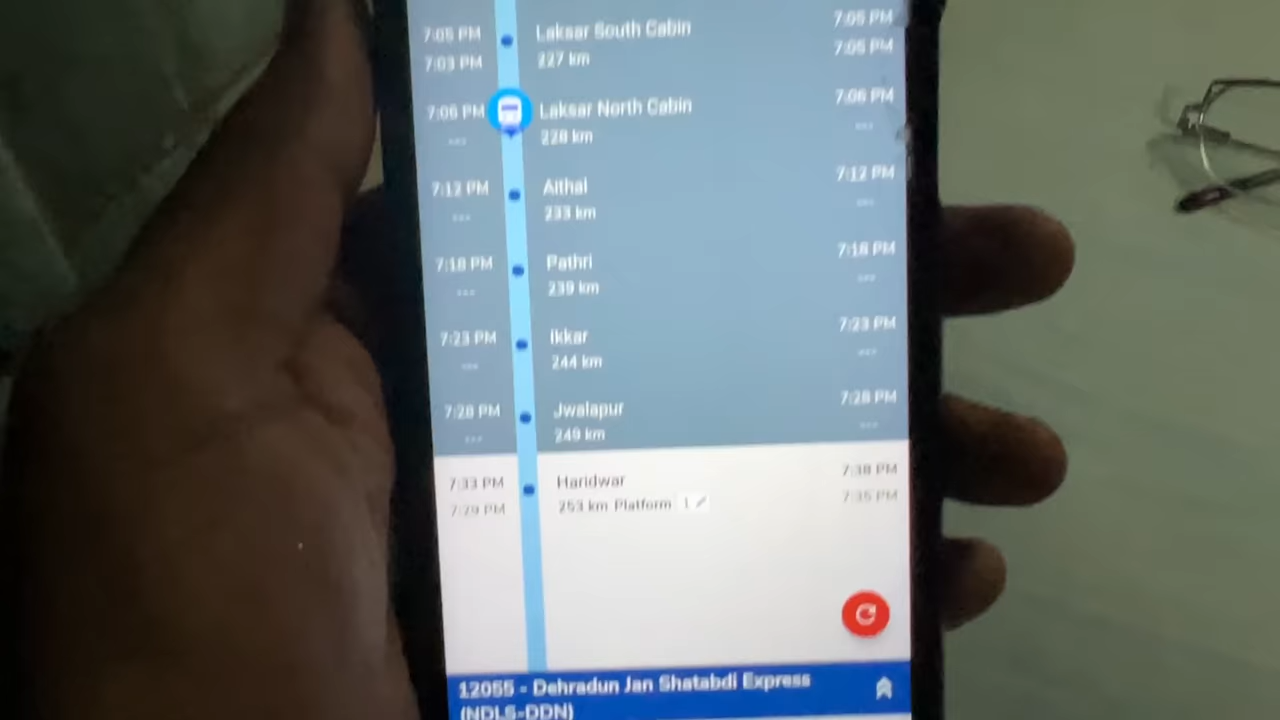 7:05 PM Laksar South Cabin 7:05 PM
7:03 PM 227 km 7:05 PM
7:06 PM Laksar North Cabin 7:06 PM
--- 228 km ---
7:12 PM Aithal 7:12 PM
--- 233 km ---
7:18 PM Pathri 7:18 PM
--- 239 km ---
7:23 PM Ikkar 7:23 PM
--- 244 km ---
7:28 PM Jwalapur 7:28 PM
--- 249 km ---
7:33 PM Haridwar 7:38 PM
7:29 PM 253 km Platform 1 7:35 PM
12055 - Dehradun Jan Shatabdi Express
(NDLS-DDN)